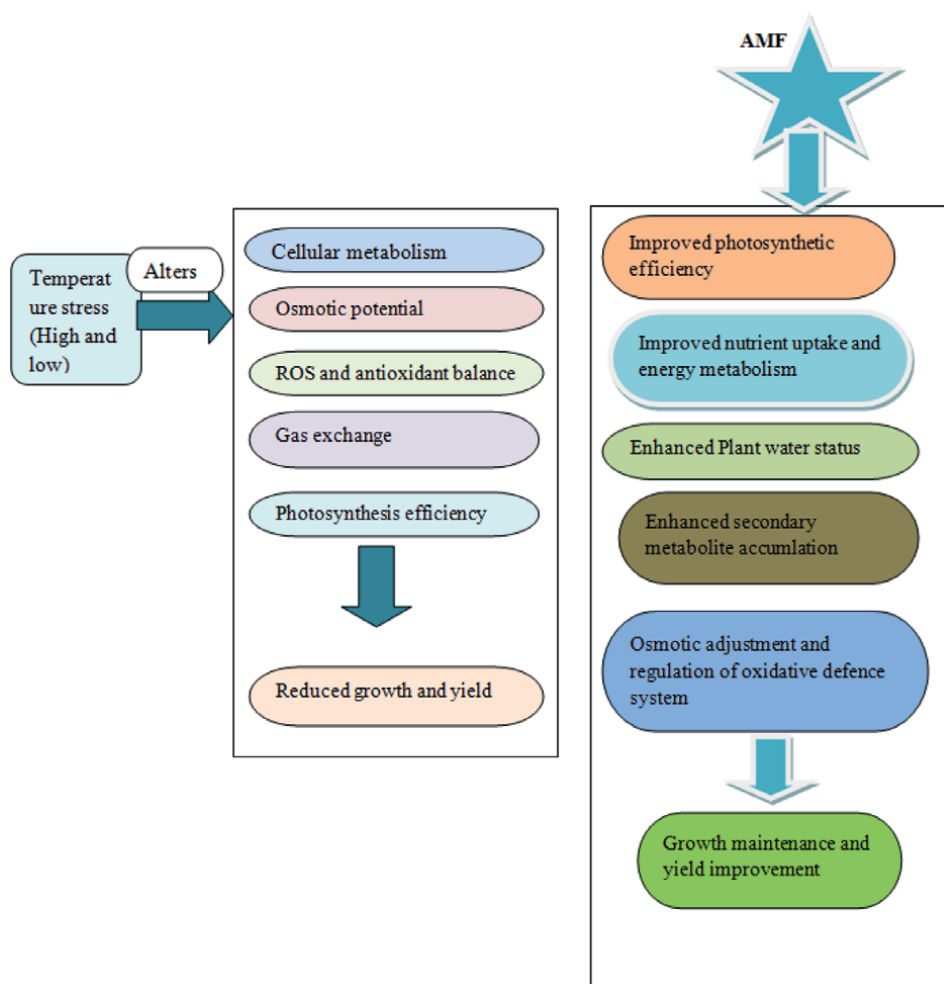 AMF
Temperat
ure stress
(High and
low)
Alters
Cellular metabolism
Osmotic potential
ROS and antioxidant balance
Gas exchange
Photosynthesis efficiency
Reduced growth and yield
Improved photosynthetic
efficiency
Improved nutrient uptake and
energy metabolism
Enhanced Plant water status
Enhanced secondary
metabolite accumlation
Osmotic adjustment and
regulation of oxidative defence
system
Growth maintenance and
yield improvement